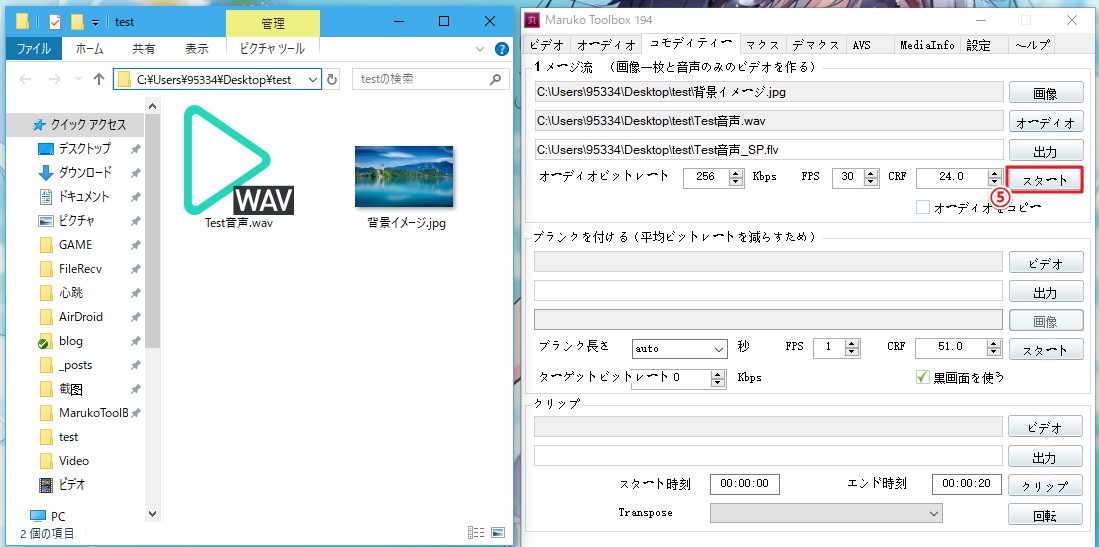 test
管理
ファイル ホーム 共有 表示 ピクチャ ツール
C:¥Users¥95334¥Desktop¥test
testの検索
クイック アクセス
デスクトップ
ダウンロード
ドキュメント
ピクチャ
GAME
FileRecv
心跳
AirDroid
blog
_posts
截图
MarukoToolB
test
Video
ビデオ
PC
WAV
Test音声.wav
背景イメージ.jpg
2 個の項目
丸 Maruko Toolbox 194
ビデオ オーディオ コモディティー マクス デマクス AVS MediaInfo 設定 ヘルプ
1メージ流 (画像一枚と音声のみのビデオを作る)
C:\Users\95334\Desktop\test\背景イメージ.jpg 画像
C:\Users\95334\Desktop\test\Test音声.wav オーディオ
C:\Users\95334\Desktop\test\Test音声_SP.flv 出力
オーディオビットレート 256 Kbps FPS 30 CRF 24.0 スタート
⑤
オーディオをコピー
ブランクを付ける(平均ビットレートを減らすため)
ビデオ
出力
画像
ブランク長さ auto 秒 FPS 1 CRF 51.0 スタート
ターゲットビットレート 0 Kbps 黒画面を使う
クリップ
ビデオ
出力
スタート時刻 00:00:00 エンド時刻 00:00:20 クリップ
Transpose 回転